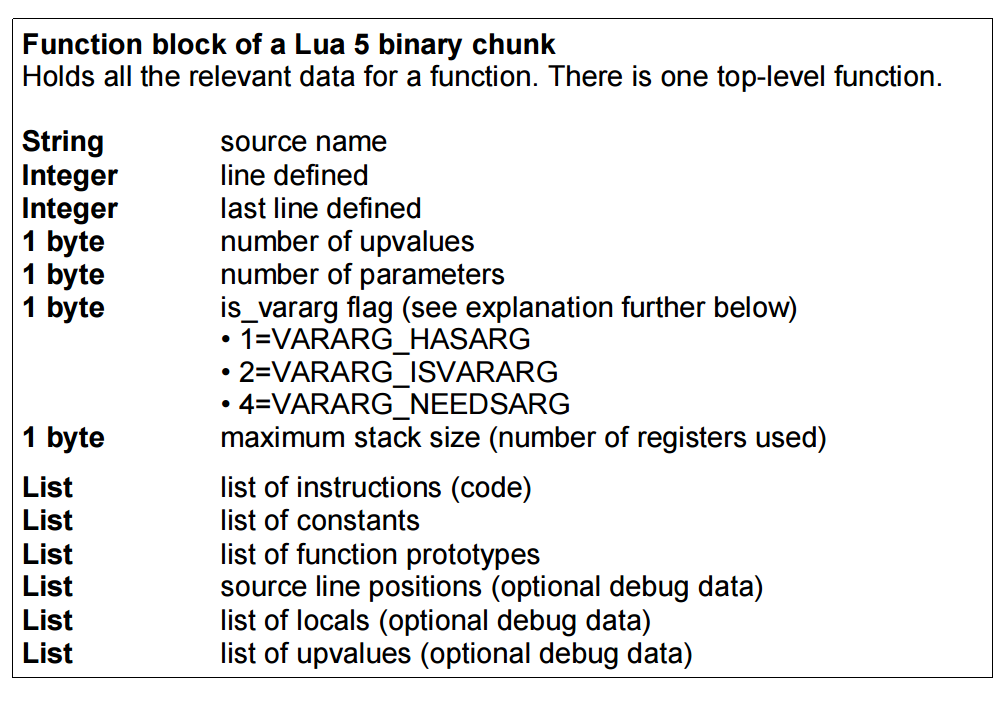 Function block of a Lua 5 binary chunk
Holds all the relevant data for a function. There is one top-level function.
String source name
Integer line defined
Integer last line defined
1 byte number of upvalues
1 byte number of parameters
1 byte is_vararg flag (see explanation further below)
• 1=VARARG_HASARG
• 2=VARARG_ISVARARG
• 4=VARARG_NEEDSARG
1 byte maximum stack size (number of registers used)
List list of instructions (code)
List list of constants
List list of function prototypes
List source line positions (optional debug data)
List list of locals (optional debug data)
List list of upvalues (optional debug data)